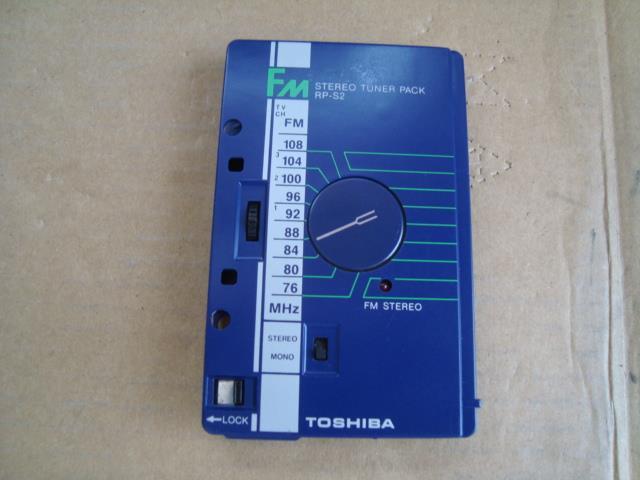 FM STEREO TUNER PACK
RP-S2
TV
CH
FM
108
3 104
2 100
96
1 92
88
84
80
76
MHz
FM STEREO
STEREO
MONO
←LOCK
TOSHIBA